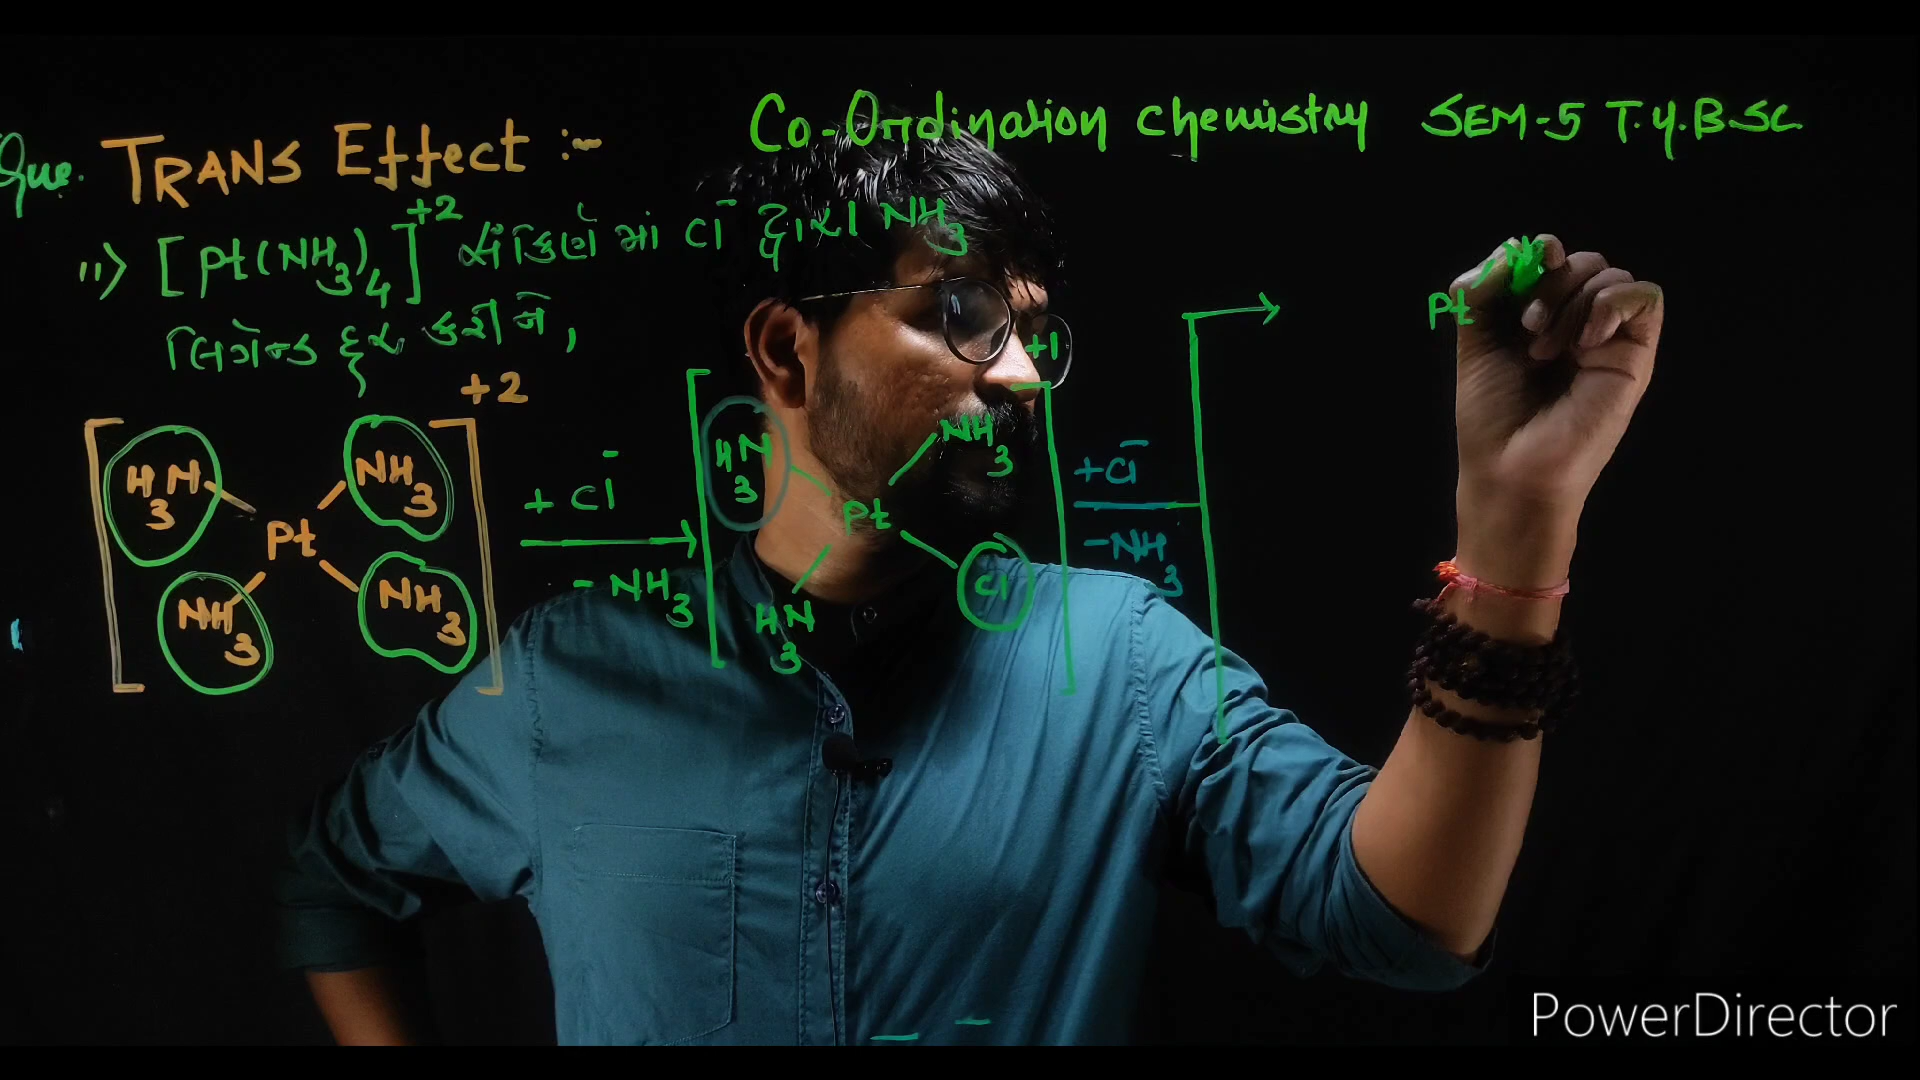 Co-Ordination chemistry SEM-5 T.Y.BSC
Que. TRANS Effect :-
"> [Pt(NH3)4]+2 સંકિર્ણ માં Cl- દ્વારા NH3
લિગેન્ડ દૂર કરીને,
+2
H3N NH3
Pt
NH3 NH3
+ Cl-
- NH3
+1
H3N NH3
Pt
H3N Cl
+Cl-
-NH3
Pt
PowerDirector